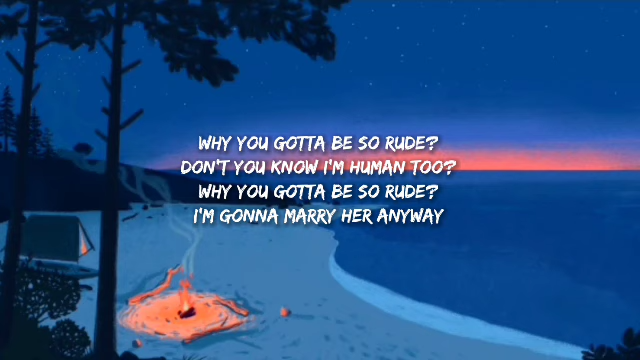 WHY YOU GOTTA BE SO RUDE?
DON'T YOU KNOW I'M HUMAN TOO?
WHY YOU GOTTA BE SO RUDE?
I'M GONNA MARRY HER ANYWAY